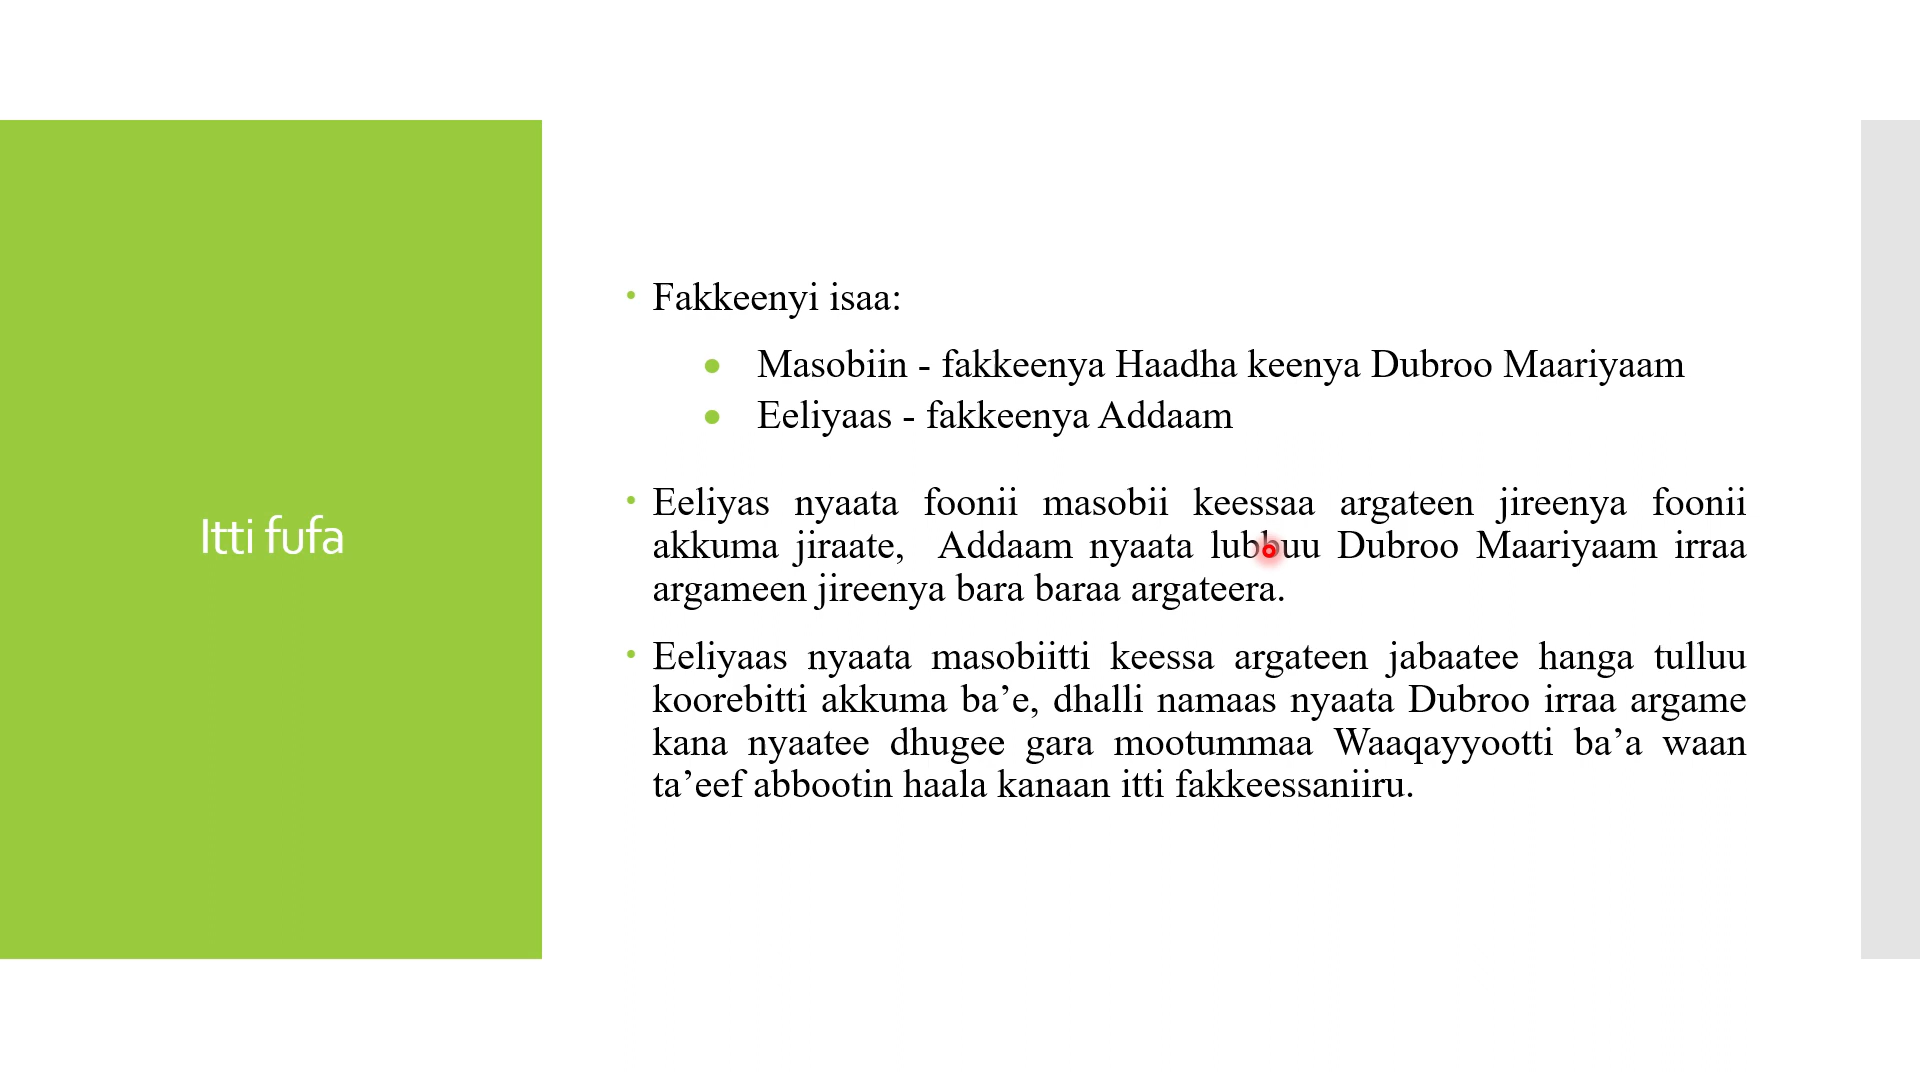 Itti fufa
Fakkeenyi isaa:
Masobiin - fakkeenya Haadha keenya Dubroo Maariyaam
Eeliyaas - fakkeenya Addaam
Eeliyas nyaata foonii masobii keessaa argateen jireenya foonii
akkuma jiraate, Addaam nyaata lubbuu Dubroo Maariyaam irraa
argameen jireenya bara baraa argateera.
Eeliyaas nyaata masobiitti keessa argateen jabaatee hanga tulluu
koorebitti akkuma ba’e, dhalli namaas nyaata Dubroo irraa argame
kana nyaatee dhugee gara mootummaa Waaqayyootti ba’a waan
ta’eef abbootin haala kanaan itti fakkeessaniiru.